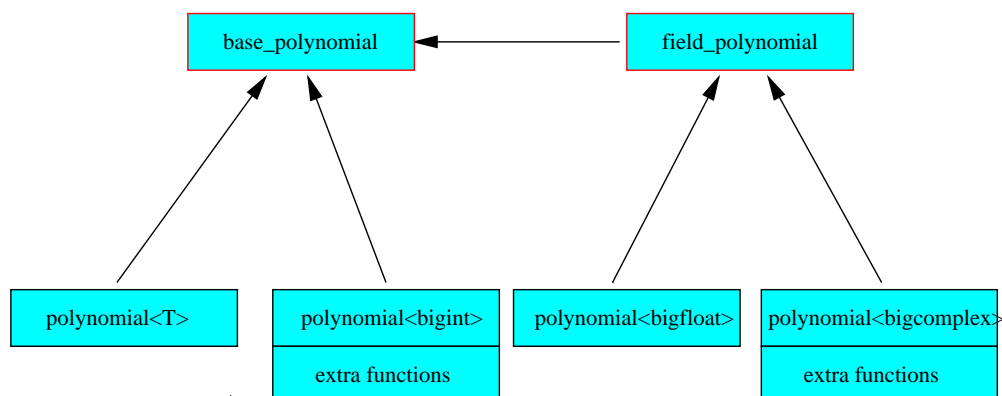 base_polynomial
field_polynomial
polynomial<T>
polynomial<bigint>
polynomial<bigfloat>
polynomial<bigcomplex>
extra functions
extra functions